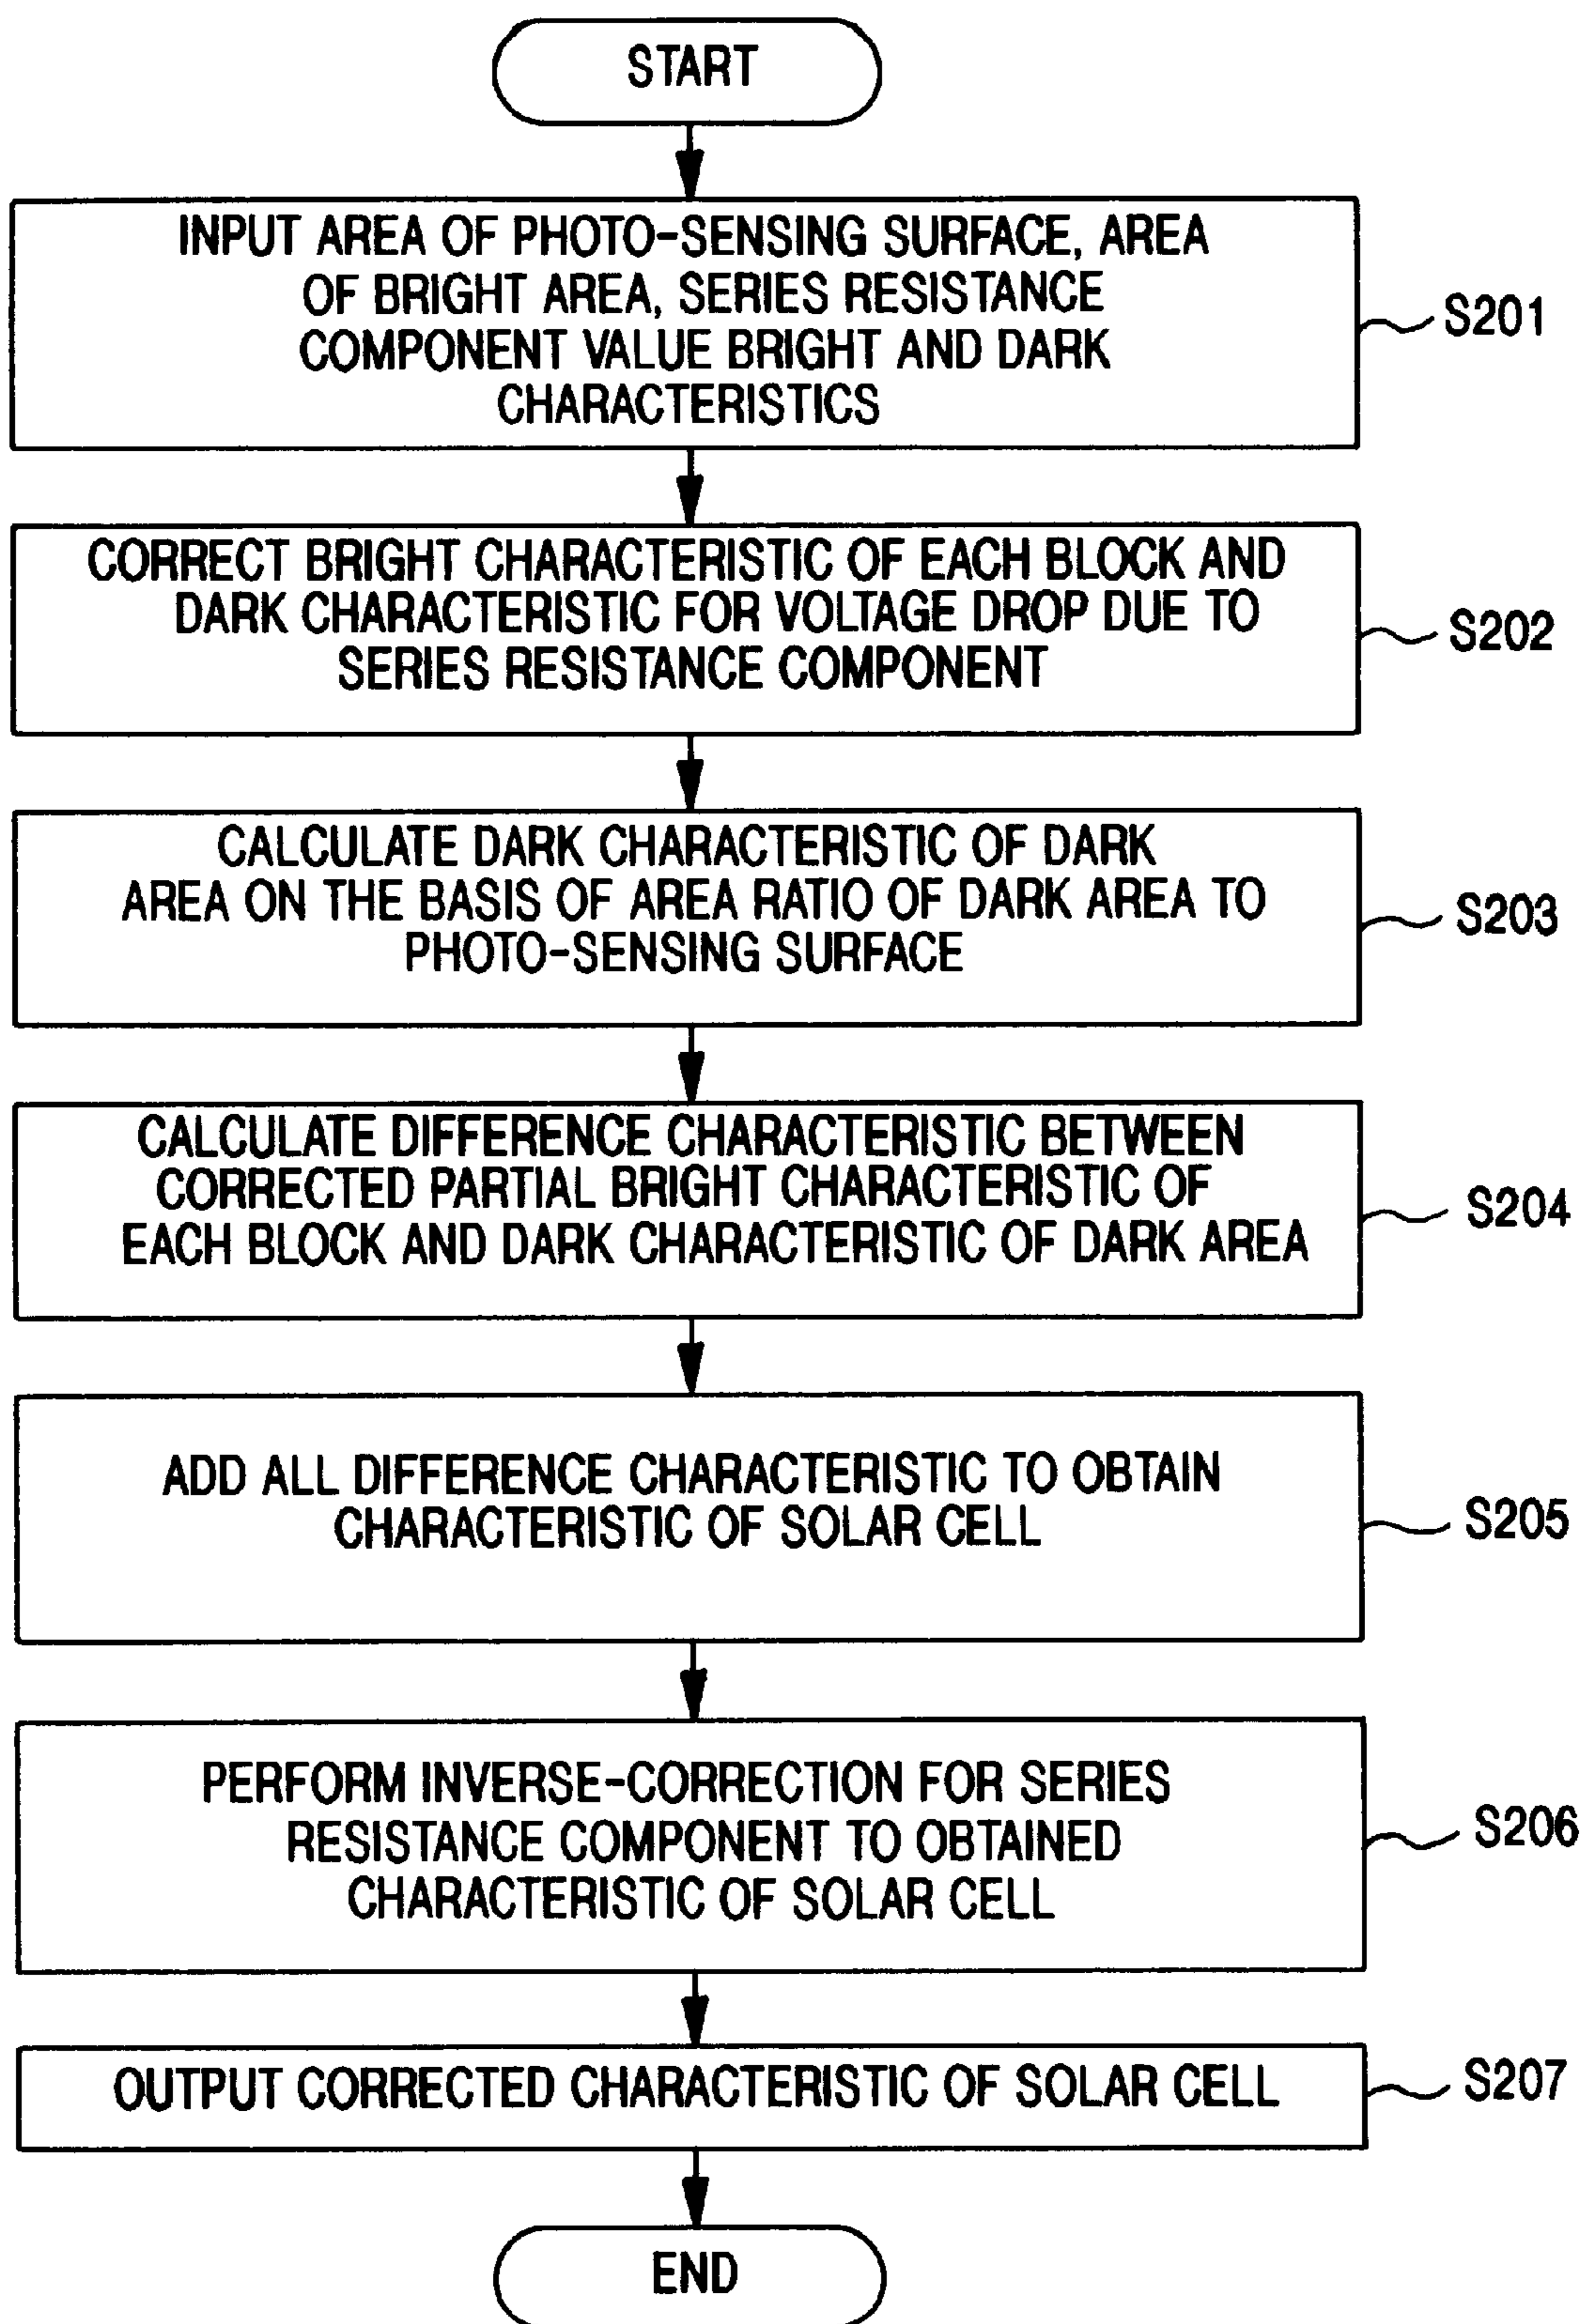 START
INPUT AREA OF PHOTO-SENSING SURFACE, AREA
OF BRIGHT AREA, SERIES RESISTANCE
COMPONENT VALUE BRIGHT AND DARK
CHARACTERISTICS
S201
CORRECT BRIGHT CHARACTERISTIC OF EACH BLOCK AND
DARK CHARACTERISTIC FOR VOLTAGE DROP DUE TO
SERIES RESISTANCE COMPONENT
S202
CALCULATE DARK CHARACTERISTIC OF DARK
AREA ON THE BASIS OF AREA RATIO OF DARK AREA TO
PHOTO-SENSING SURFACE
S203
CALCULATE DIFFERENCE CHARACTERISTIC BETWEEN
CORRECTED PARTIAL BRIGHT CHARACTERISTIC OF
EACH BLOCK AND DARK CHARACTERISTIC OF DARK AREA
S204
ADD ALL DIFFERENCE CHARACTERISTIC TO OBTAIN
CHARACTERISTIC OF SOLAR CELL
S205
PERFORM INVERSE-CORRECTION FOR SERIES
RESISTANCE COMPONENT TO OBTAINED
CHARACTERISTIC OF SOLAR CELL
S206
OUTPUT CORRECTED CHARACTERISTIC OF SOLAR CELL
S207
END